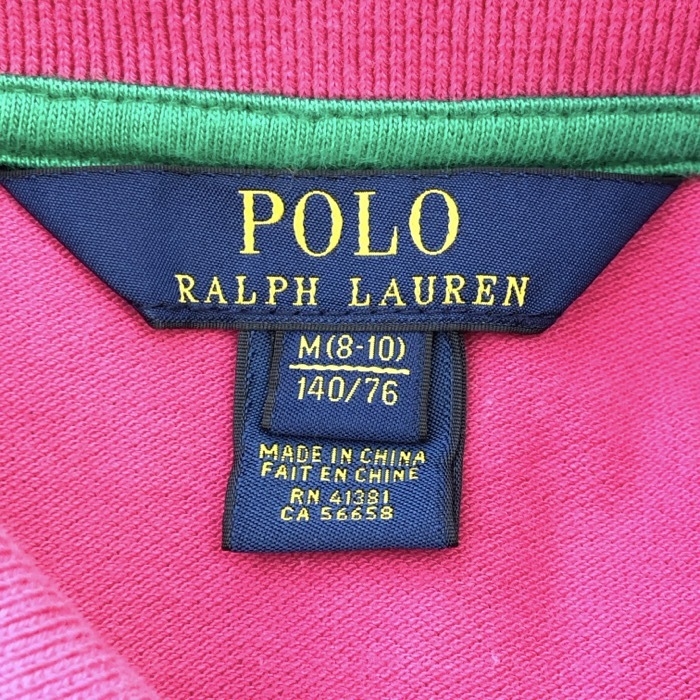 POLO
RALPH LAUREN
M(8-10)
140/76
MADE IN CHINA
FAIT EN CHINE
RN 41381
CA 56658